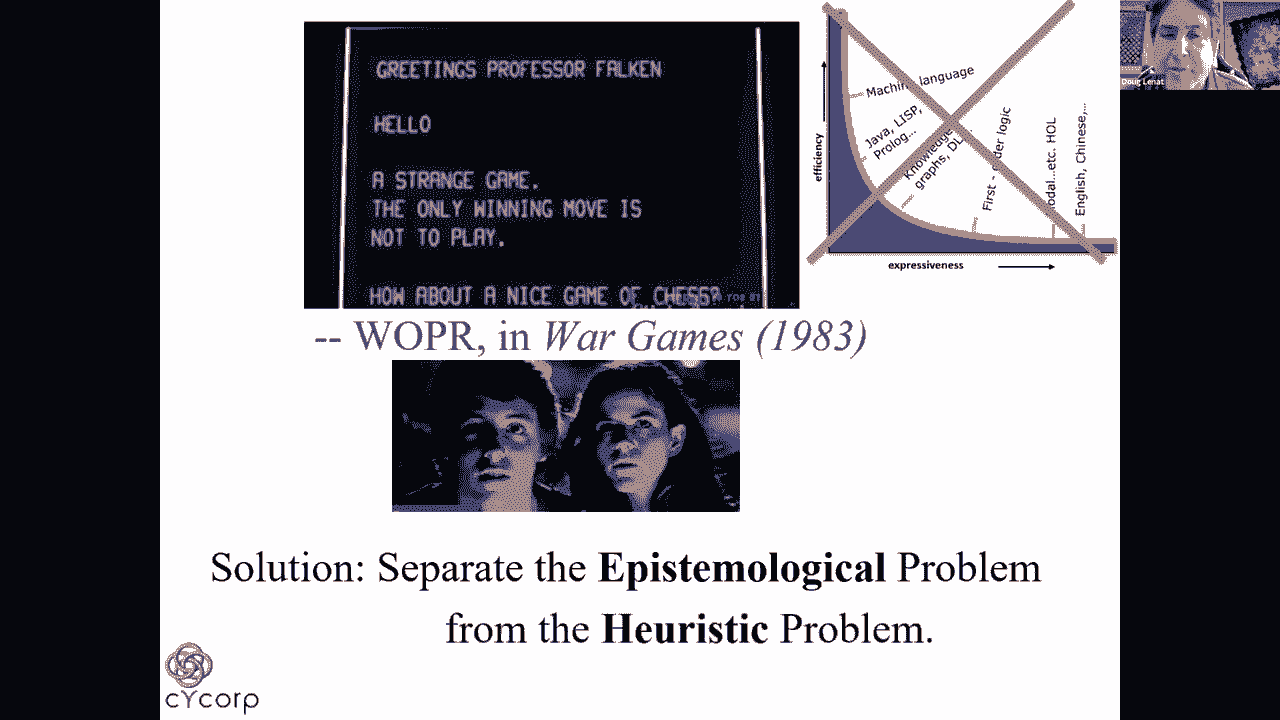 GREETINGS PROFESSOR FALKEN
HELLO
A STRANGE GAME.
THE ONLY WINNING MOVE IS
NOT TO PLAY.
HOW ABOUT A NICE GAME OF CHESS?
-- WOPR, in War Games (1983)
efficiency
Machine language
Java, LISP,
Prolog...
Knowledge
graphs, DL
First - order logic
odal...etc. HOL
English, Chinese,...
expressiveness
Doug Lenat
Solution: Separate the Epistemological Problem
from the Heuristic Problem.
cycorp